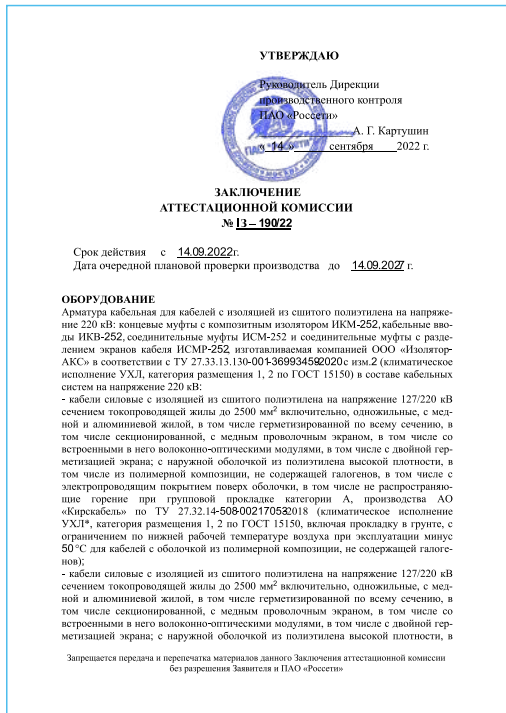 УТВЕРЖДАЮ
Руководитель Дирекции
производственного контроля
ПАО «Россети»
А. Г. Картушин
« 14 » сентября 2022 г.
ЗАКЛЮЧЕНИЕ
АТТЕСТАЦИОННОЙ КОМИССИИ
№ IЗ – 190/22
Срок действия с 14.09.2022г.
Дата очередной плановой проверки производства до 14.09.2027 г.
ОБОРУДОВАНИЕ
Арматура кабельная для кабелей с изоляцией из сшитого полиэтилена на напряже-
ние 220 кВ: концевые муфты с композитным изолятором ИКМ-252, кабельные вво-
ды ИКВ-252, соединительные муфты ИСМ-252 и соединительные муфты с разде-
лением экранов кабеля ИСМР-252, изготавливаемая компанией ООО «Изолятор-
АКС» в соответствии с ТУ 27.33.13.130-001-36993459-2020 с изм.2 (климатическое
исполнение УХЛ, категория размещения 1, 2 по ГОСТ 15150) в составе кабельных
систем на напряжение 220 кВ:
- кабели силовые с изоляцией из сшитого полиэтилена на напряжение 127/220 кВ
сечением токопроводящей жилы до 2500 мм² включительно, одножильные, с мед-
ной и алюминиевой жилой, в том числе герметизированной по всему сечению, в
том числе секционированной, с медным проволочным экраном, в том числе со
встроенными в него волоконно-оптическими модулями, в том числе с двойной гер-
метизацией экрана; с наружной оболочкой из полиэтилена высокой плотности, в
том числе из полимерной композиции, не содержащей галогенов, в том числе с
электропроводящим покрытием поверх оболочки, в том числе не распространяю-
щие горение при групповой прокладке категории А, производства АО
«Кирскабель» по ТУ 27.32.14-508-00217053-2018 (климатическое исполнение
УХЛ*, категория размещения 1, 2 по ГОСТ 15150, включая прокладку в грунте, с
ограничением по нижней рабочей температуре воздуха при эксплуатации минус
50 °С для кабелей с оболочкой из полимерной композиции, не содержащей галоге-
нов);
- кабели силовые с изоляцией из сшитого полиэтилена на напряжение 127/220 кВ
сечением токопроводящей жилы до 2500 мм² включительно, одножильные, с мед-
ной и алюминиевой жилой, в том числе герметизированной по всему сечению, в
том числе секционированной, с медным проволочным экраном, в том числе со
встроенными в него волоконно-оптическими модулями, в том числе с двойной гер-
метизацией экрана; с наружной оболочкой из полиэтилена высокой плотности, в
Запрещается передача и перепечатка материалов данного Заключения аттестационной комиссии
без разрешения Заявителя и ПАО «Россети»